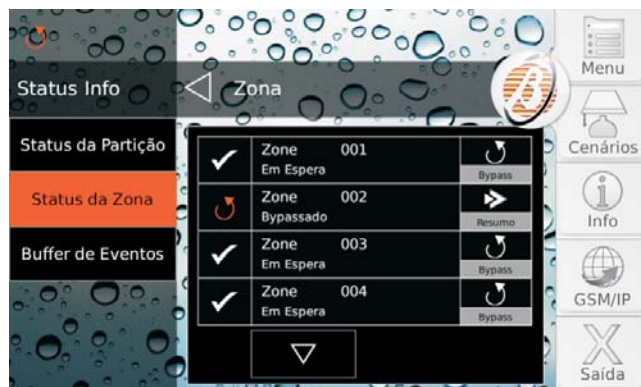 Status Info
Zona
Status da Partição
Status da Zona
Buffer de Eventos
Zone 001
Em Espera
Bypass
Zone 002
Bypassado
Resumo
Zone 003
Em Espera
Bypass
Zone 004
Em Espera
Bypass
Menu
Cenários
Info
GSM/IP
Saída